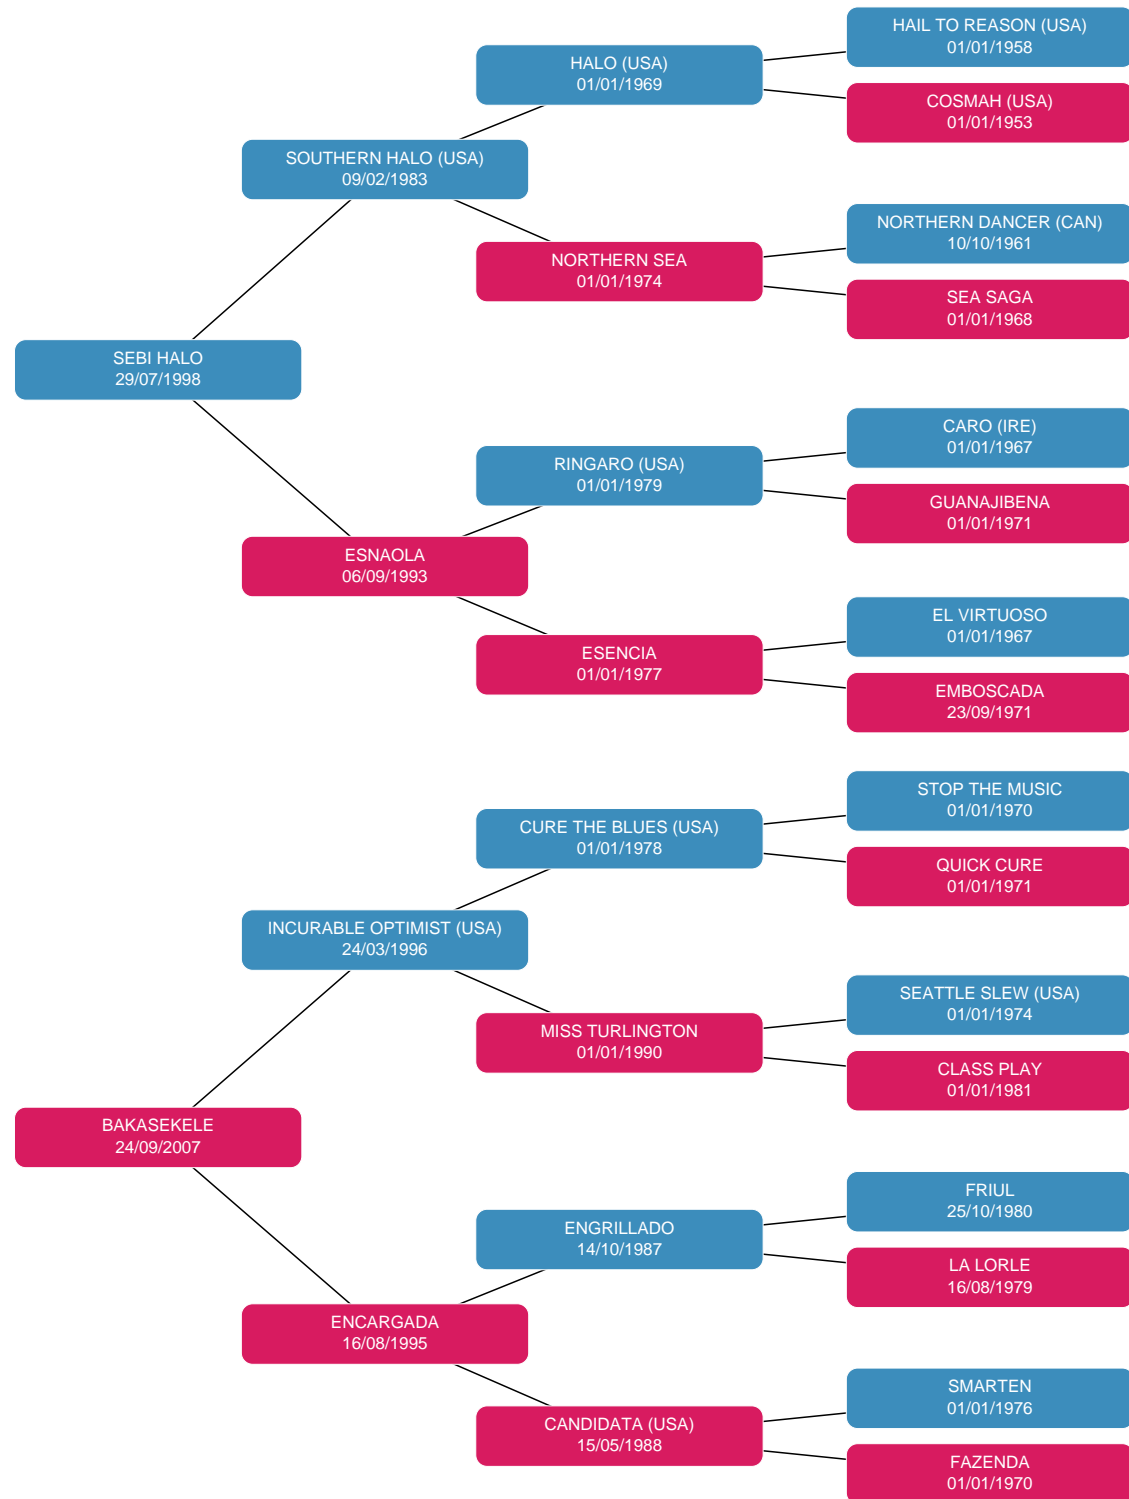 HAIL TO REASON (USA)
01/01/1958
HALO (USA)
01/01/1969
COSMAH (USA)
01/01/1953
SOUTHERN HALO (USA)
09/02/1983
NORTHERN DANCER (CAN)
10/10/1961
NORTHERN SEA
01/01/1974
SEA SAGA
01/01/1968
SEBI HALO
29/07/1998
CARO (IRE)
01/01/1967
RINGARO (USA)
01/01/1979
GUANAJIBENA
01/01/1971
ESNAOLA
06/09/1993
EL VIRTUOSO
01/01/1967
ESENCIA
01/01/1977
EMBOSCADA
23/09/1971
STOP THE MUSIC
01/01/1970
CURE THE BLUES (USA)
01/01/1978
QUICK CURE
01/01/1971
INCURABLE OPTIMIST (USA)
24/03/1996
SEATTLE SLEW (USA)
01/01/1974
MISS TURLINGTON
01/01/1990
CLASS PLAY
01/01/1981
BAKASEKELE
24/09/2007
FRIUL
25/10/1980
ENGRILLADO
14/10/1987
LA LORLE
16/08/1979
ENCARGADA
16/08/1995
SMARTEN
01/01/1976
CANDIDATA (USA)
15/05/1988
FAZENDA
01/01/1970